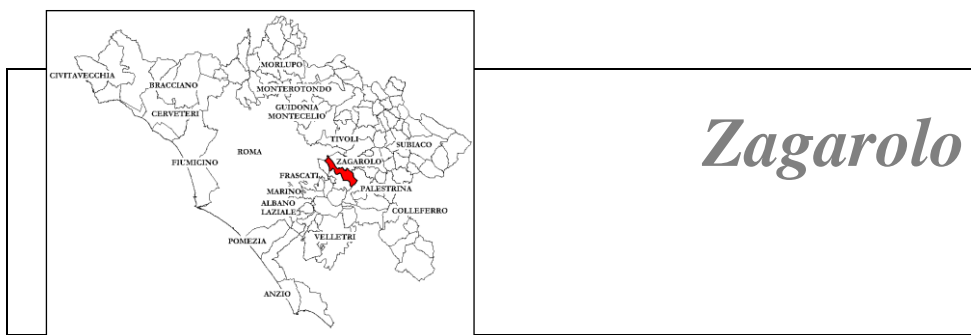 MORLUPO
CIVITAVECCHIA
BRACCIANO
MONTEROTONDO
CERVETERI
GUIDONIA
MONTECELIO
TIVOLI
SUBIACO
ROMA
FIUMICINO
ZAGAROLO
FRASCATI
MARINO
PALESTRINA
ALBANO
LAZIALE
COLLEFERRO
POMEZIA
VELLETRI
ANZIO
Zagarolo